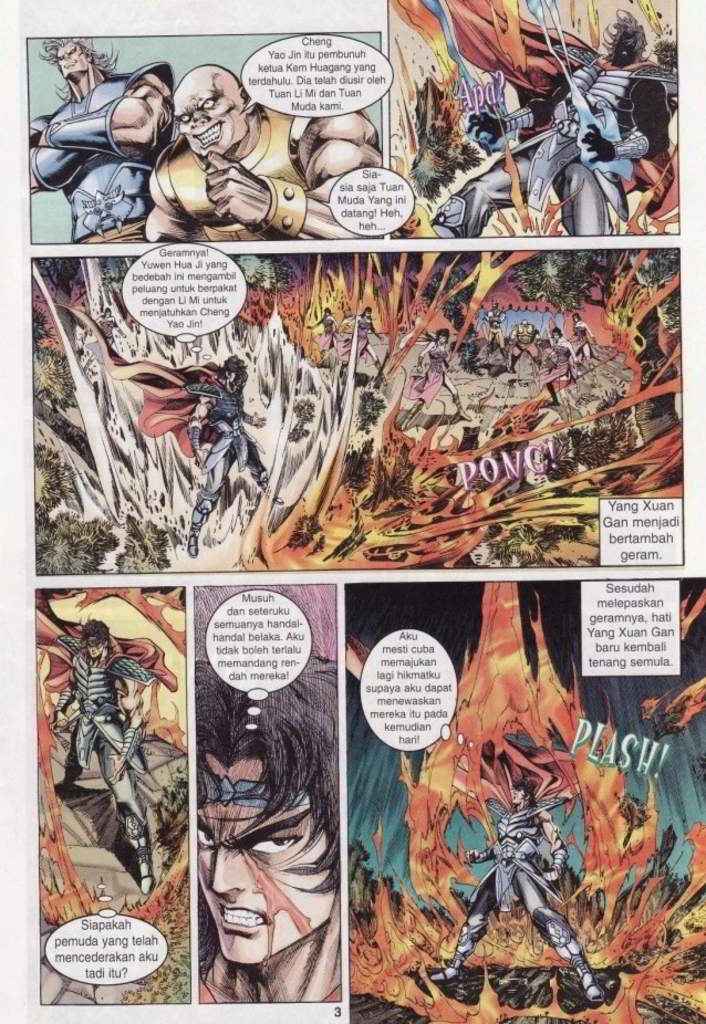 Cheng
Yao Jin itu pembunuh
ketua Kem Huagang yang
terdahulu. Dia telah diusir oleh
Tuan Li Mi dan Tuan
Muda kami.
Sia-
sia saja Tuan
Muda Yang ini
datang! Heh,
heh...
Apa?
Geramnya!
Yuwen Hua Ji yang
bedebah ini mengambil
peluang untuk berpakat
dengan Li Mi untuk
menjatuhkan Cheng
Yao Jin!
PONG!
Yang Xuan
Gan menjadi
bertambah
geram.
Siapakah
pemuda yang telah
mencederakan aku
tadi itu?
Musuh
dan seteruku
semuanya handal-
handal belaka. Aku
tidak boleh terlalu
memandang ren-
dah mereka!
Aku
mesti cuba
memajukan
lagi hikmatku
supaya aku dapat
menewaskan
mereka itu pada
kemudian
hari!
Sesudah
melepaskan
geramnya, hati
Yang Xuan Gan
baru kembali
tenang semula.
PLASH!
3